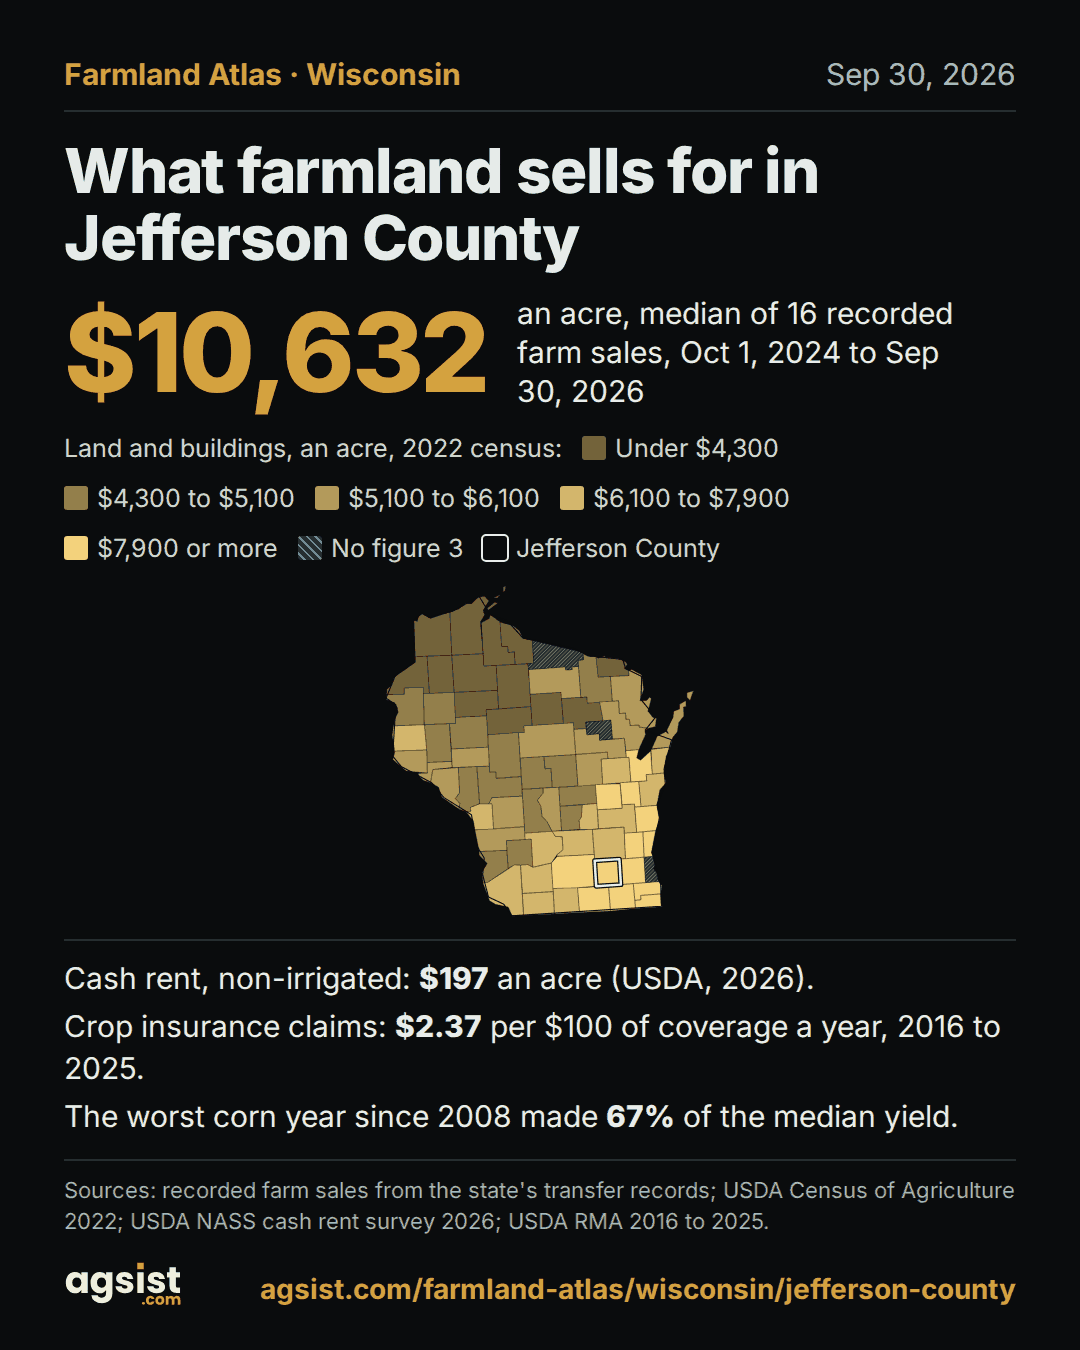 Farmland Atlas · Wisconsin
Sep 30, 2026
What farmland sells for in
Jefferson County
$10,632
an acre, median of 16 recorded
farm sales, Oct 1, 2024 to Sep
30, 2026
Land and buildings, an acre, 2022 census: Under $4,300
$4,300 to $5,100 $5,100 to $6,100 $6,100 to $7,900
$7,900 or more No figure 3 Jefferson County
Cash rent, non-irrigated: $197 an acre (USDA, 2026).
Crop insurance claims: $2.37 per $100 of coverage a year, 2016 to
2025.
The worst corn year since 2008 made 67% of the median yield.
Sources: recorded farm sales from the state's transfer records; USDA Census of Agriculture
2022; USDA NASS cash rent survey 2026; USDA RMA 2016 to 2025.
agsist
.com
agsist.com/farmland-atlas/wisconsin/jefferson-county